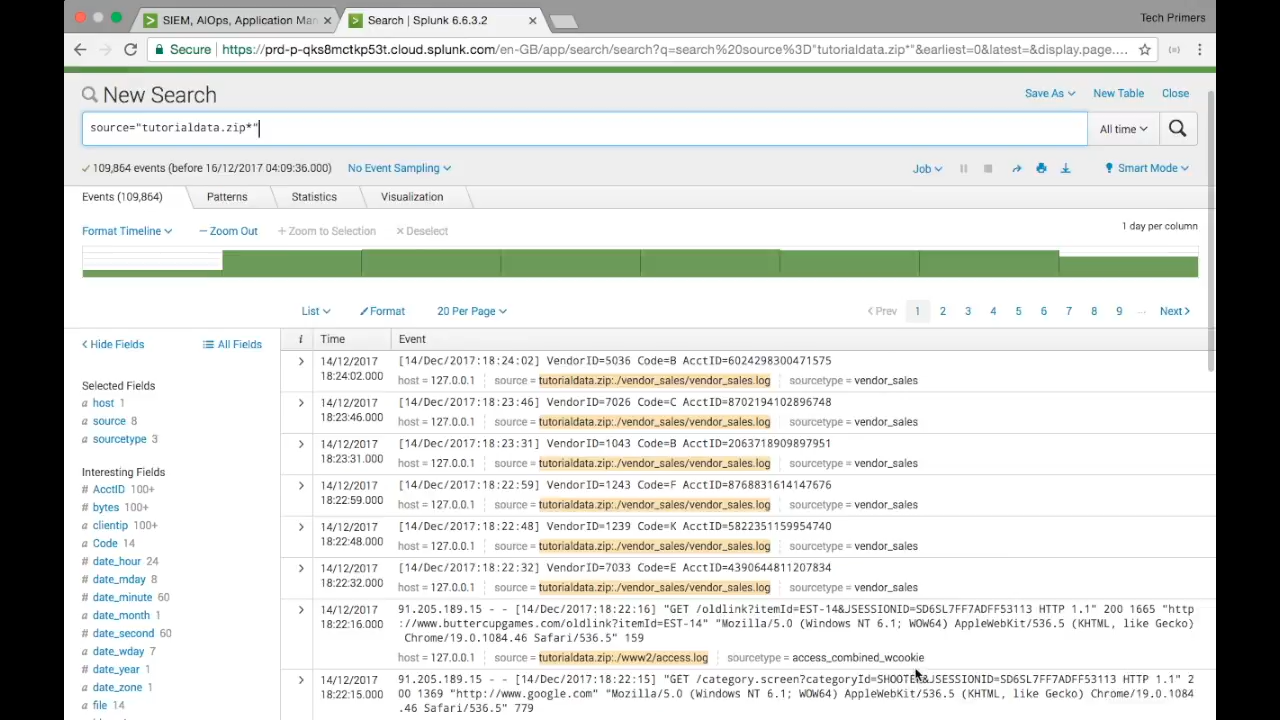 SIEM, AIOps, Application Man
Search | Splunk 6.6.3.2
Tech Primers
Secure https://prd-p-qks8mctkp53t.cloud.splunk.com/en-GB/app/search/search?q=search%20source%3D"tutorialdata.zip*"&earliest=0&latest=&display.page....
New Search
Save As
New Table
Close
source="tutorialdata.zip*"
All time
109,864 events (before 16/12/2017 04:09:36.000)
No Event Sampling
Job
Smart Mode
Events (109,864)
Patterns
Statistics
Visualization
Format Timeline
— Zoom Out
+ Zoom to Selection
× Deselect
1 day per column
List
Format
20 Per Page
< Prev 1 2 3 4 5 6 7 8 9 ... Next >
< Hide Fields
All Fields
i Time Event
Selected Fields
a host 1
a source 8
a sourcetype 3
Interesting Fields
# AcctID 100+
# bytes 100+
a clientip 100+
a Code 14
# date_hour 24
# date_mday 8
# date_minute 60
a date_month 1
# date_second 60
a date_wday 7
# date_year 1
a date_zone 1
a file 14
14/12/2017
18:24:02.000
[14/Dec/2017:18:24:02] VendorID=5036 Code=B AcctID=6024298300471575
host = 127.0.0.1 source = tutorialdata.zip:./vendor_sales/vendor_sales.log sourcetype = vendor_sales
14/12/2017
18:23:46.000
[14/Dec/2017:18:23:46] VendorID=7026 Code=C AcctID=8702194102896748
host = 127.0.0.1 source = tutorialdata.zip:./vendor_sales/vendor_sales.log sourcetype = vendor_sales
14/12/2017
18:23:31.000
[14/Dec/2017:18:23:31] VendorID=1043 Code=B AcctID=2063718909897951
host = 127.0.0.1 source = tutorialdata.zip:./vendor_sales/vendor_sales.log sourcetype = vendor_sales
14/12/2017
18:22:59.000
[14/Dec/2017:18:22:59] VendorID=1243 Code=F AcctID=8768831614147676
host = 127.0.0.1 source = tutorialdata.zip:./vendor_sales/vendor_sales.log sourcetype = vendor_sales
14/12/2017
18:22:48.000
[14/Dec/2017:18:22:48] VendorID=1239 Code=K AcctID=5822351159954740
host = 127.0.0.1 source = tutorialdata.zip:./vendor_sales/vendor_sales.log sourcetype = vendor_sales
14/12/2017
18:22:32.000
[14/Dec/2017:18:22:32] VendorID=7033 Code=E AcctID=4390644811207834
host = 127.0.0.1 source = tutorialdata.zip:./vendor_sales/vendor_sales.log sourcetype = vendor_sales
14/12/2017
18:22:16.000
91.205.189.15 - - [14/Dec/2017:18:22:16] "GET /oldlink?itemId=EST-14&JSESSIONID=SD6SL7FF7ADFF53113 HTTP 1.1" 200 1665 "http
://www.buttercupgames.com/oldlink?itemId=EST-14" "Mozilla/5.0 (Windows NT 6.1; WOW64) AppleWebKit/536.5 (KHTML, like Gecko)
Chrome/19.0.1084.46 Safari/536.5" 159
host = 127.0.0.1 source = tutorialdata.zip:./www2/access.log sourcetype = access_combined_wcookie
14/12/2017
18:22:15.000
91.205.189.15 - - [14/Dec/2017:18:22:15] "GET /category.screen?categoryId=SHOOTER&JSESSIONID=SD6SL7FF7ADFF53113 HTTP 1.1" 2
00 1369 "http://www.google.com" "Mozilla/5.0 (Windows NT 6.1; WOW64) AppleWebKit/536.5 (KHTML, like Gecko) Chrome/19.0.1084
.46 Safari/536.5" 779